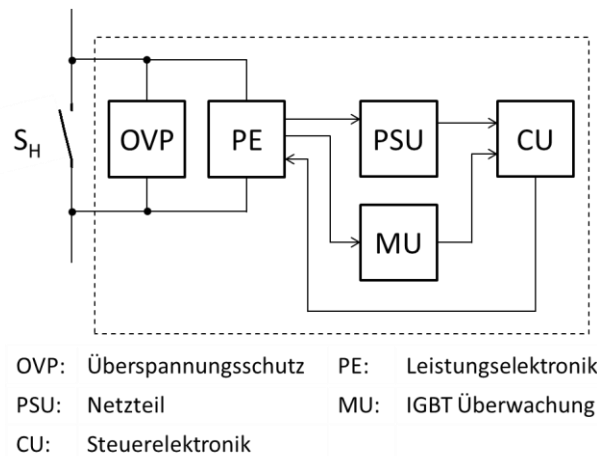 S_H
OVP
PE
PSU
CU
MU
OVP: Überspannungsschutz PE: Leistungselektronik
PSU: Netzteil MU: IGBT Überwachung
CU: Steuerelektronik